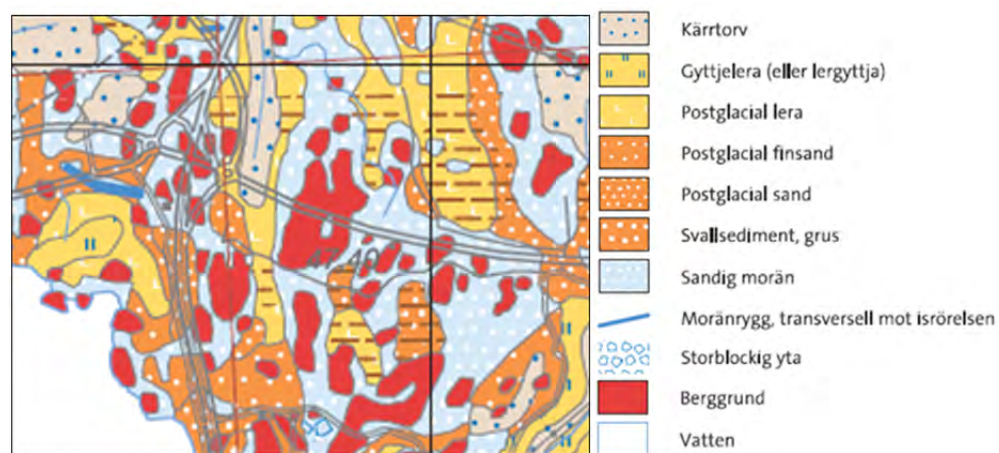 Kärrtorv
Gyttjelera (eller lergyttja)
Postglacial lera
Postglacial finsand
Postglacial sand
Svallsediment, grus
Sandig morän
Moränrygg, transversell mot isrörelsen
Storblockig yta
Berggrund
Vatten